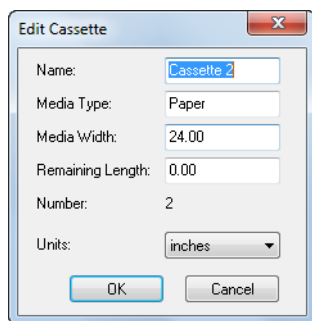 Edit Cassette
Name: Cassette 2
Media Type: Paper
Media Width: 24.00
Remaining Length: 0.00
Number: 2
Units: inches
OK Cancel